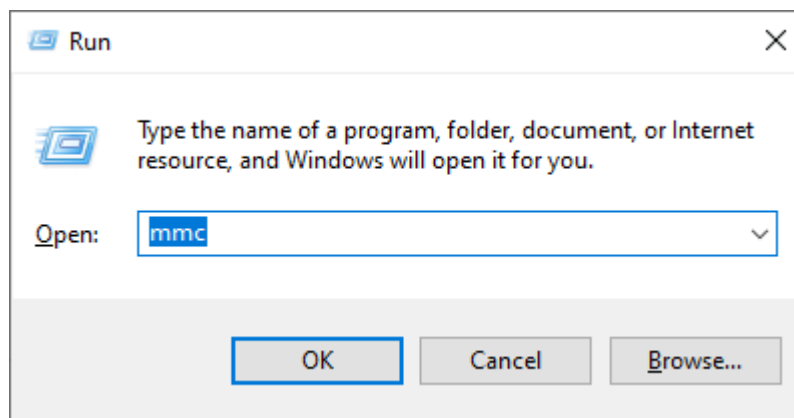 Run
Type the name of a program, folder, document, or Internet
resource, and Windows will open it for you.
Open: mmc
OK Cancel Browse...